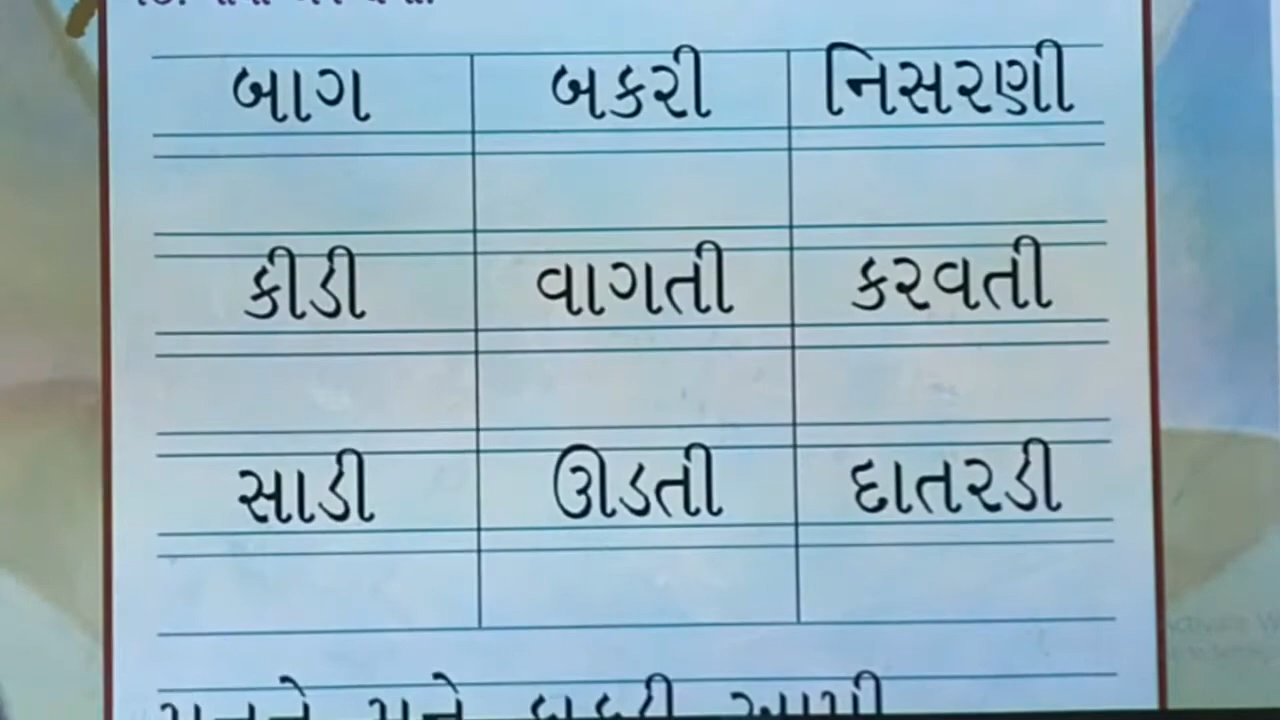 બાગ બકરી નિસરણી
કીડી વાગતી કરવતી
સાડી ઊડતી દાતરડી